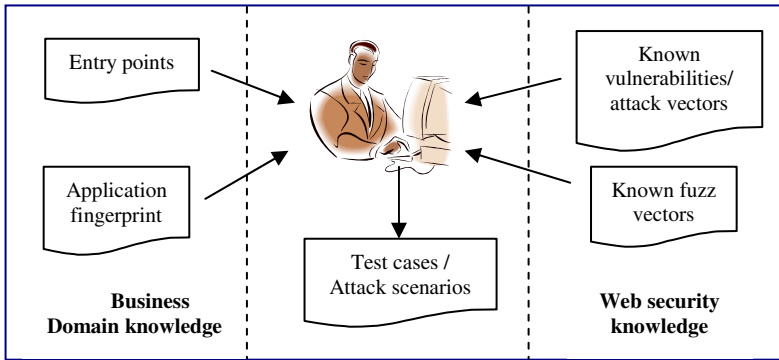 Entry points
Known
vulnerabilities/
attack vectors
Application
fingerprint
Known fuzz
vectors
Test cases /
Attack scenarios
Business
Domain knowledge
Web security
knowledge